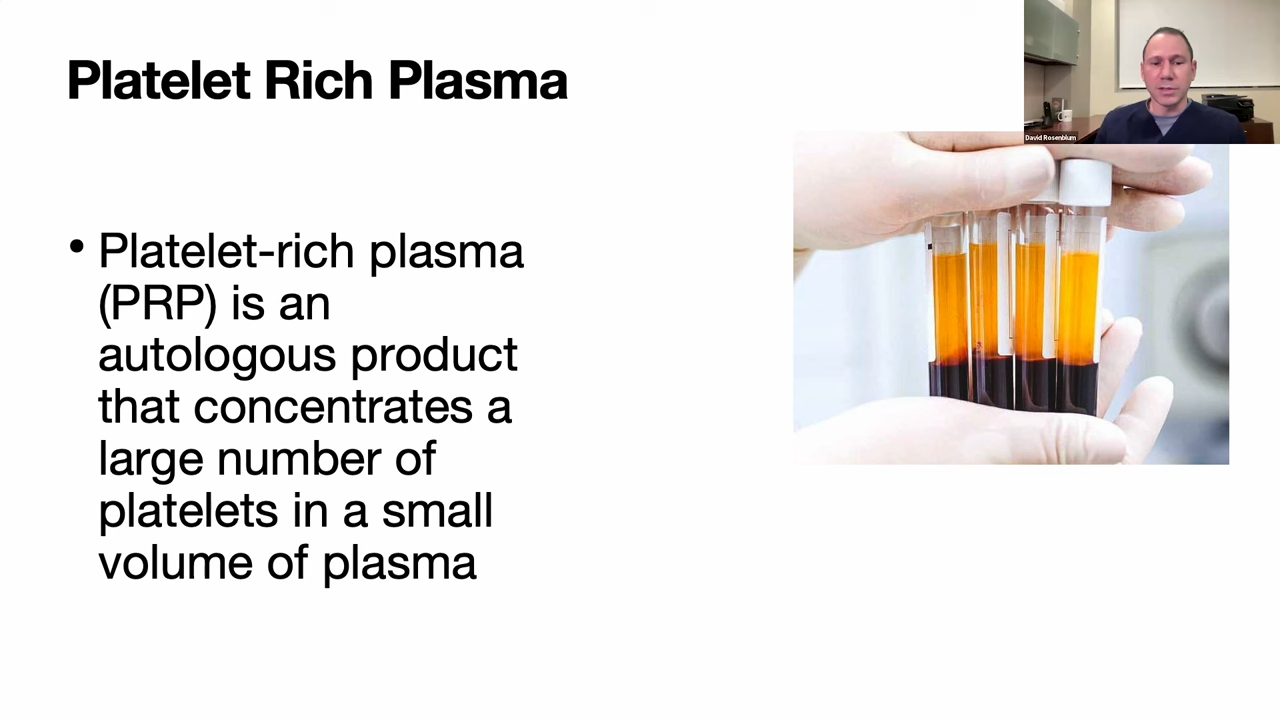 Platelet Rich Plasma
David Rosenblum
• Platelet-rich plasma
(PRP) is an
autologous product
that concentrates a
large number of
platelets in a small
volume of plasma